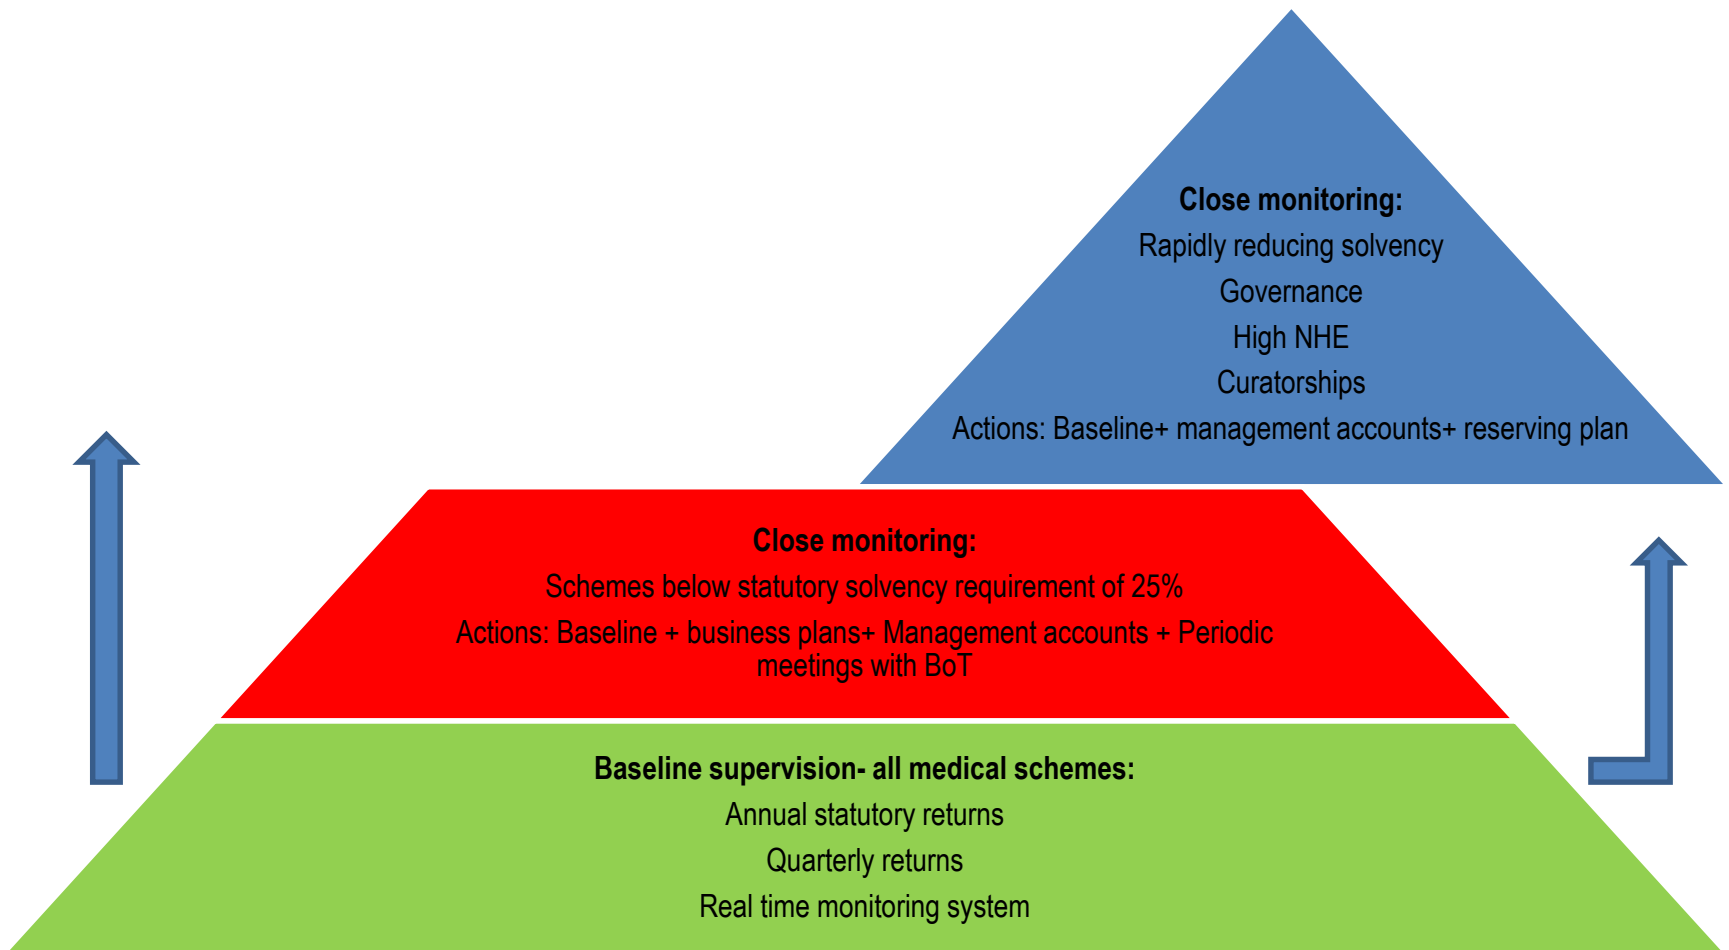 Close monitoring:
Rapidly reducing solvency
Governance
High NHE
Curatorships
Actions: Baseline+ management accounts+ reserving plan
Close monitoring:
Schemes below statutory solvency requirement of 25%
Actions: Baseline + business plans+ Management accounts + Periodic
meetings with BoT
Baseline supervision- all medical schemes:
Annual statutory returns
Quarterly returns
Real time monitoring system